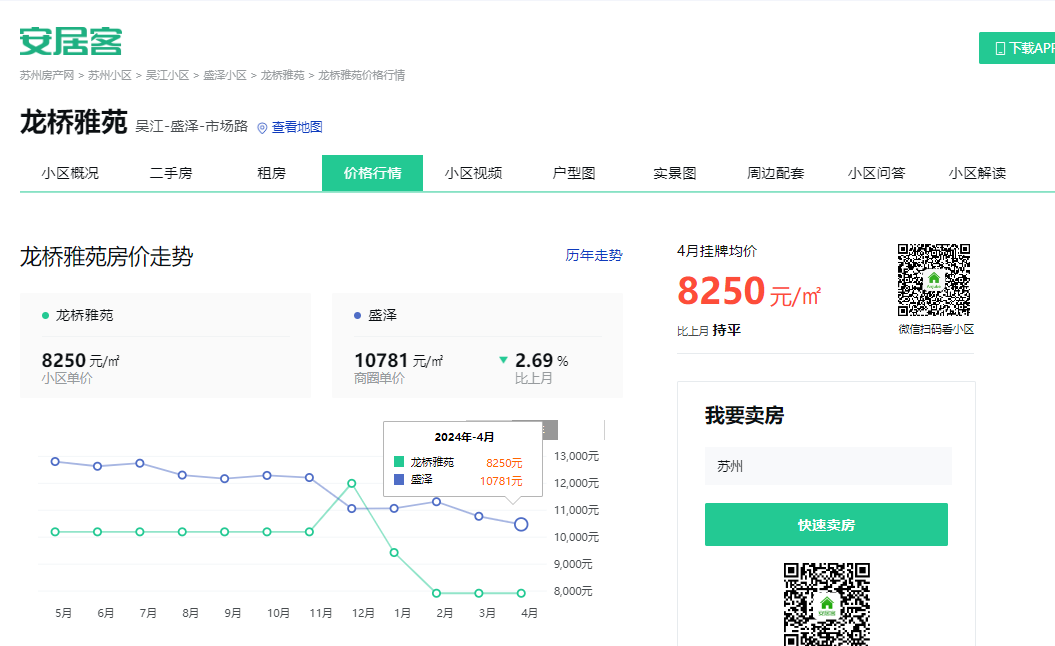 安居客
下载APP
苏州房产网 > 苏州小区 > 吴江小区 > 盛泽小区 > 龙桥雅苑 > 龙桥雅苑价格行情
龙桥雅苑 吴江-盛泽-市场路 查看地图
小区概况 二手房 租房 价格行情 小区视频 户型图 实景图 周边配套 小区问答 小区解读
龙桥雅苑房价走势 历年走势
龙桥雅苑
8250 元/㎡
小区单价
盛泽
10781 元/㎡ 2.69 %
商圈单价 比上月
2024年-4月
龙桥雅苑 8250元
盛泽 10781元
13,000元
12,000元
11,000元
10,000元
9,000元
8,000元
5月 6月 7月 8月 9月 10月 11月 12月 1月 2月 3月 4月
4月挂牌均价
8250 元/㎡
比上月 持平
微信扫码看小区
我要卖房
苏州
快速卖房
安居客